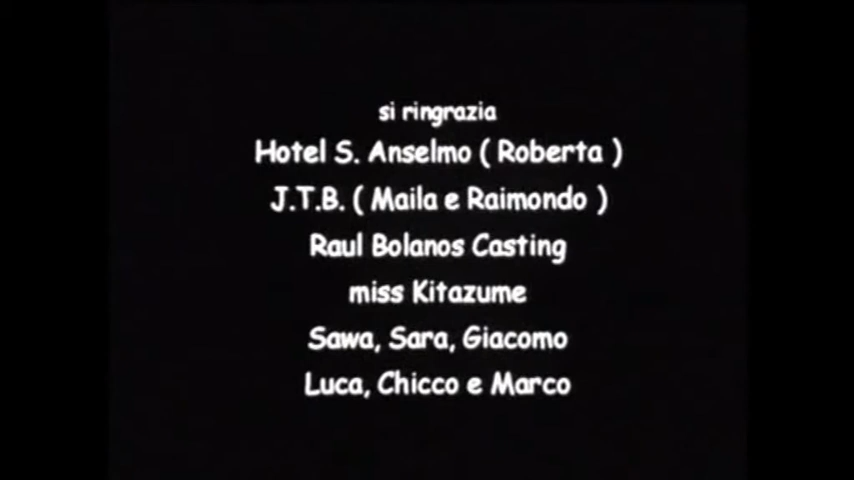 si ringrazia
Hotel S. Anselmo ( Roberta )
J.T.B. ( Maila e Raimondo )
Raul Bolanos Casting
miss Kitazume
Sawa, Sara, Giacomo
Luca, Chicco e Marco